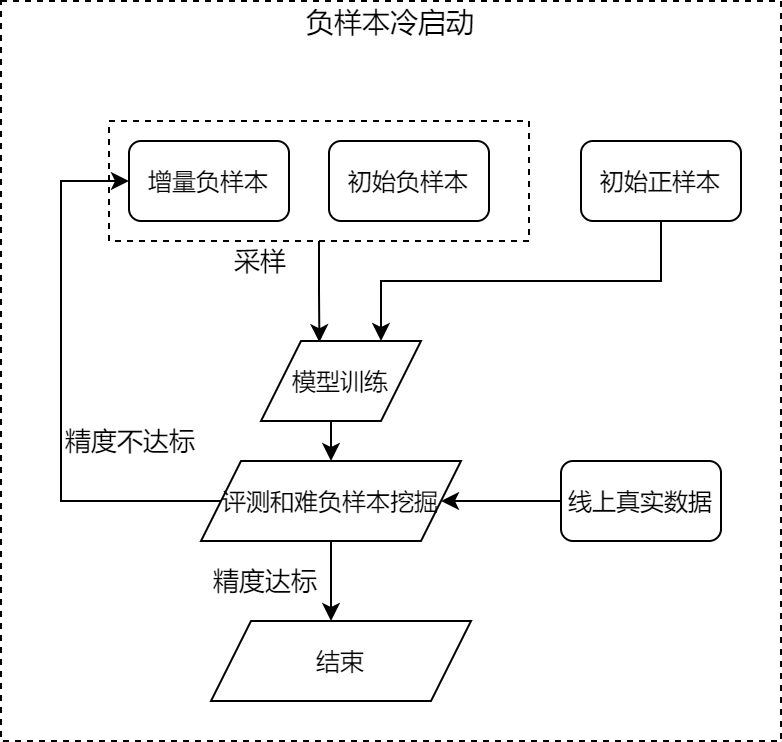 负样本冷启动
增量负样本
初始负样本
初始正样本
采样
模型训练
精度不达标
评测和难负样本挖掘
线上真实数据
精度达标
结束